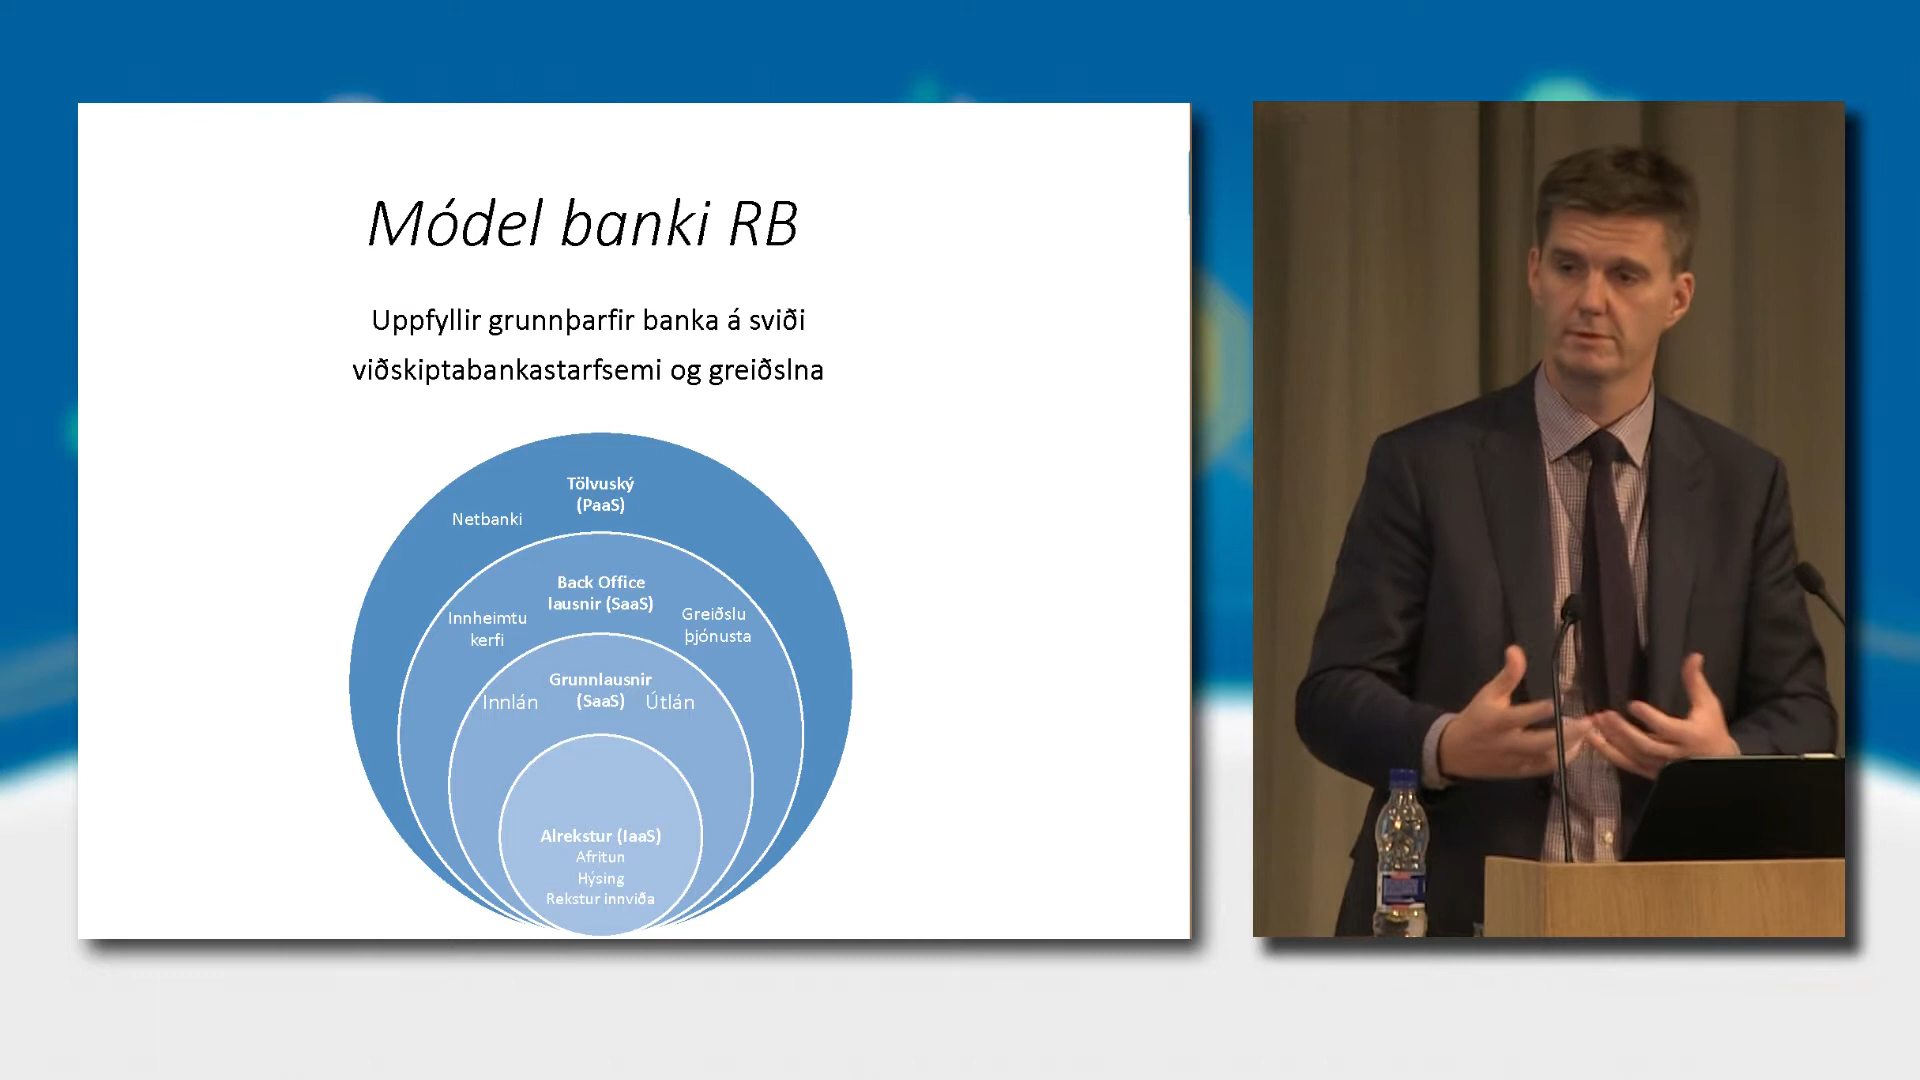 Módel banki RB
Uppfyllir grunnþarfir banka á sviði
viðskiptabankastarfsemi og greiðslna
Tölvuský
(PaaS)
Netbanki
Back Office
lausnir (SaaS)
Innheimtu
kerfi
Greiðslu
þjónusta
Grunnlausnir
(SaaS)
Innlán
Útlán
Alrekstur (IaaS)
Afritun
Hýsing
Rekstur innviða